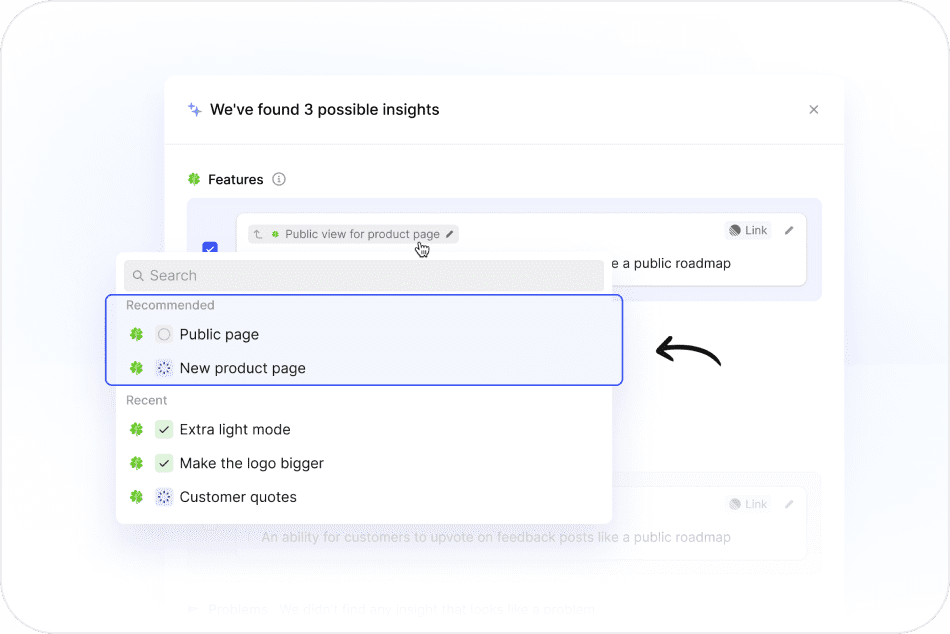 We've found 3 possible insights
Features
Public view for product page
Link
e a public roadmap
Search
Recommended
Public page
New product page
Recent
Extra light mode
Make the logo bigger
Customer quotes
Link
An ability for customers to upvote on feedback posts like a public roadmap
Problems We didn't find any insight that looks like a problem